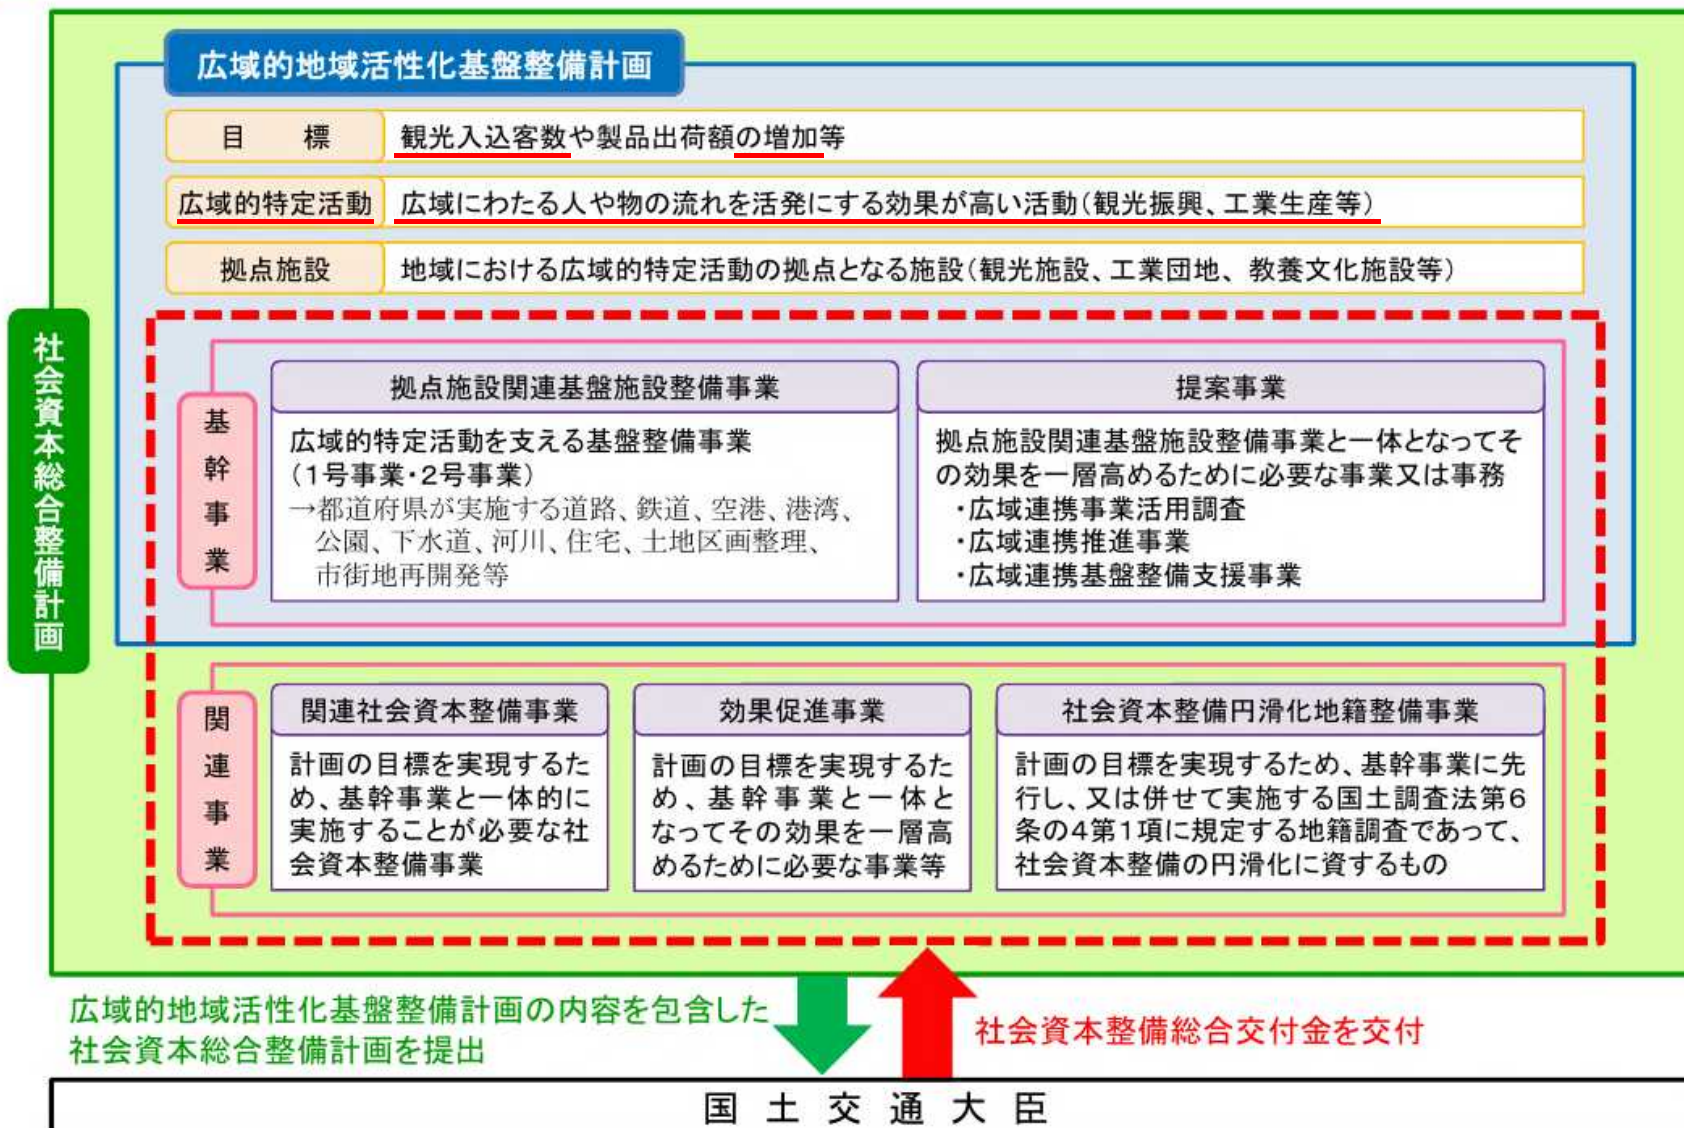 広域的地域活性化基盤整備計画
目　標
観光入込客数や製品出荷額の増加等
広域的特定活動
広域にわたる人や物の流れを活発にする効果が高い活動(観光振興、工業生産等)
拠点施設
地域における広域的特定活動の拠点となる施設(観光施設、工業団地、教養文化施設等)
社会資本総合整備計画
基幹事業
拠点施設関連基盤施設整備事業
広域的特定活動を支える基盤整備事業
(1号事業・2号事業)
→都道府県が実施する道路、鉄道、空港、港湾、
公園、下水道、河川、住宅、土地区画整理、
市街地再開発等
提案事業
拠点施設関連基盤施設整備事業と一体となってそ
の効果を一層高めるために必要な事業又は事務
・広域連携事業活用調査
・広域連携推進事業
・広域連携基盤整備支援事業
関連事業
関連社会資本整備事業
計画の目標を実現するた
め、基幹事業と一体的に
実施することが必要な社
会資本整備事業
効果促進事業
計画の目標を実現するた
め、基幹事業と一体と
なってその効果を一層高
めるために必要な事業等
社会資本整備円滑化地籍整備事業
計画の目標を実現するため、基幹事業に先
行し、又は併せて実施する国土調査法第6
条の4第1項に規定する地籍調査であって、
社会資本整備の円滑化に資するもの
広域的地域活性化基盤整備計画の内容を包含した
社会資本総合整備計画を提出
社会資本整備総合交付金を交付
国土交通大臣